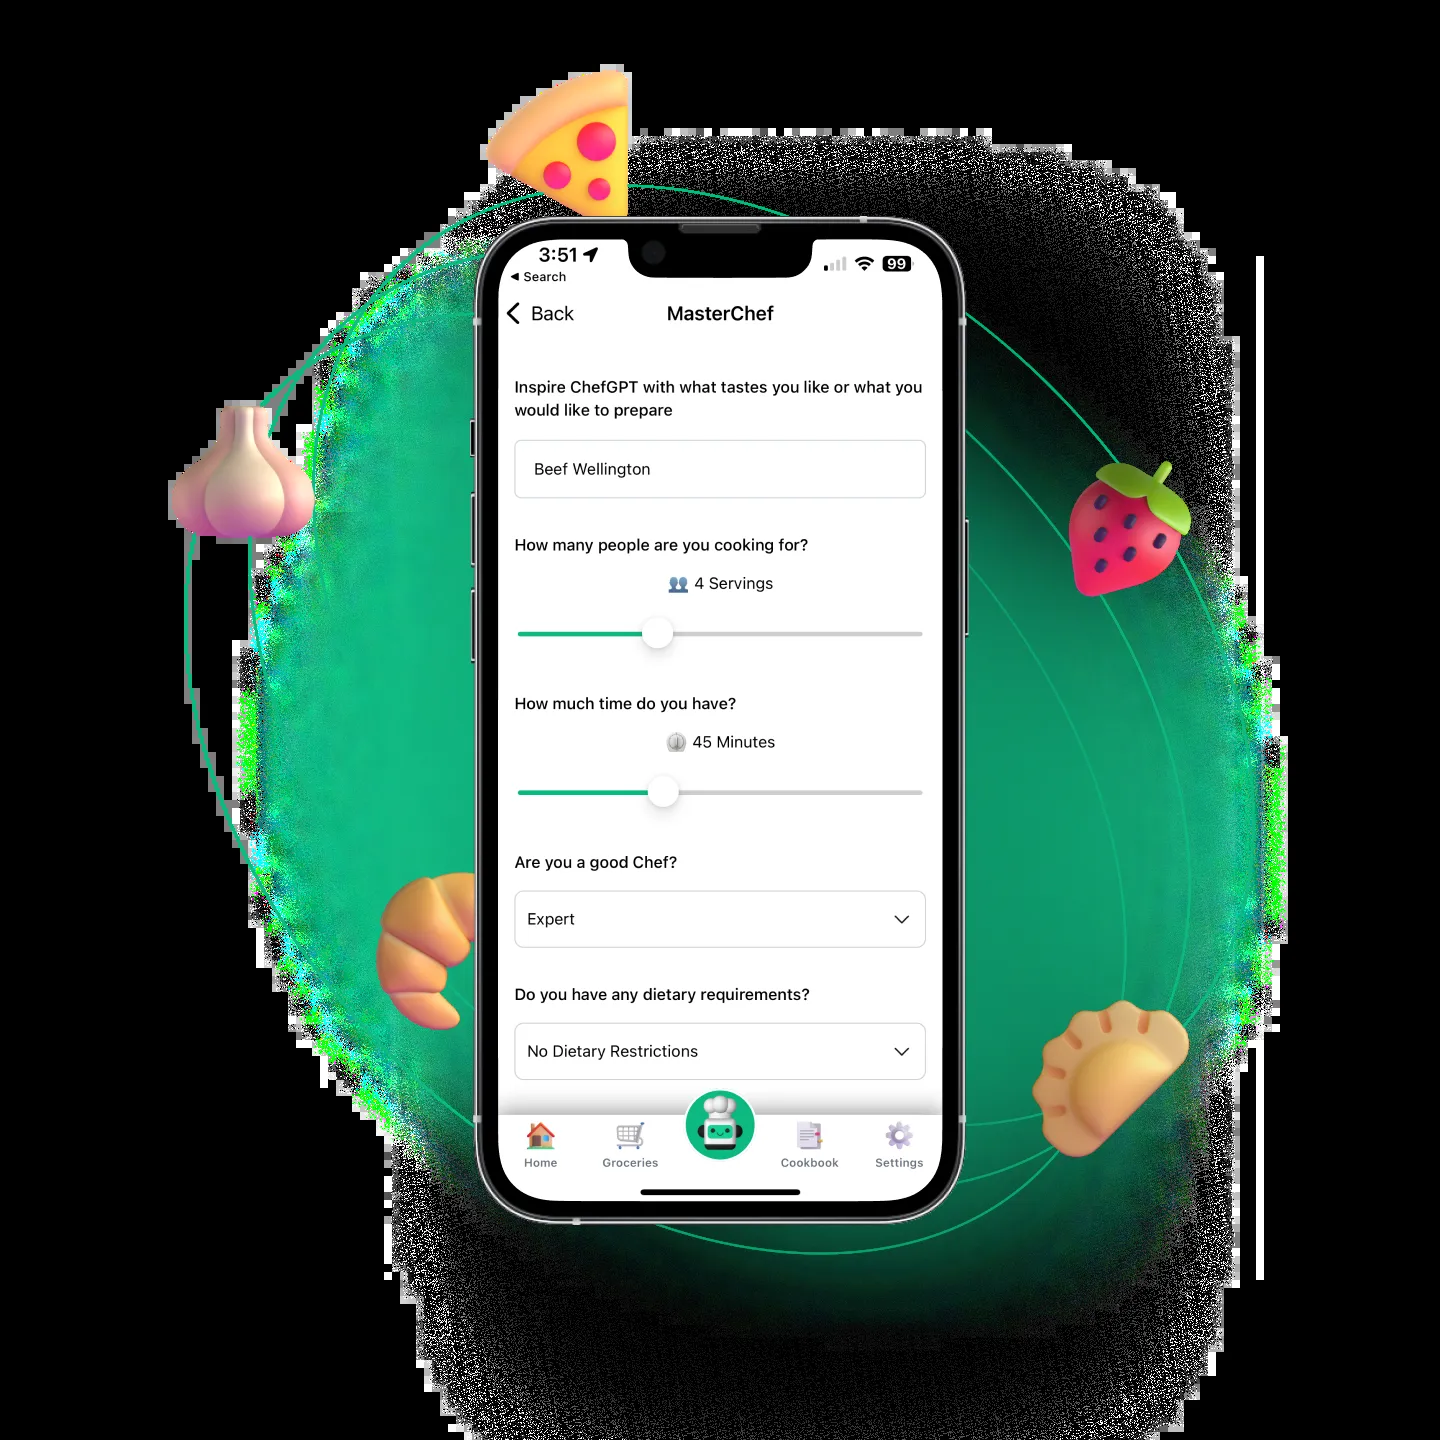 3:51
99
Search
Back
MasterChef
Inspire ChefGPT with what tastes you like or what you
would like to prepare
Beef Wellington
How many people are you cooking for?
4 Servings
How much time do you have?
45 Minutes
Are you a good Chef?
Expert
Do you have any dietary requirements?
No Dietary Restrictions
Home
Groceries
Cookbook
Settings